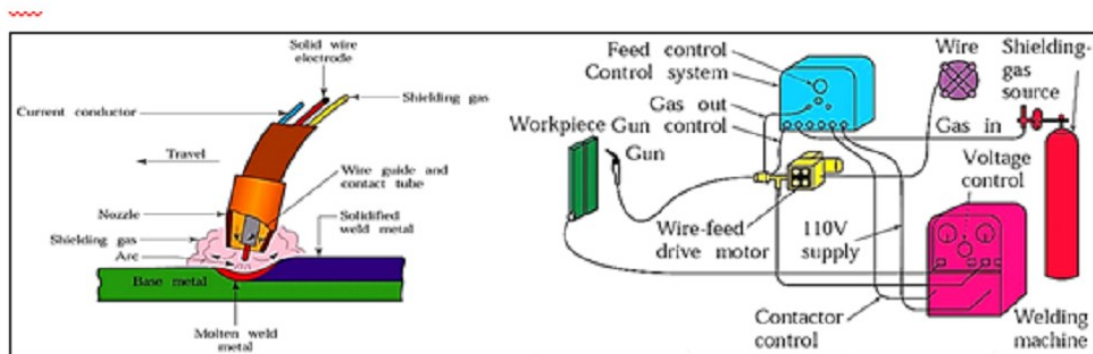 Solid wire
electrode
Shielding gas
Current conductor
Travel
Wire guide and
contact tube
Nozzle
Solidified
weld metal
Shielding gas
Arc
Base metal
Molten weld
metal
Feed control
Control system
Gas out
Gun control
Workpiece
Gun
Wire
Shielding-
gas
source
Gas in
Voltage
control
Wire-feed
drive motor
110V
supply
Contactor
control
Welding
machine